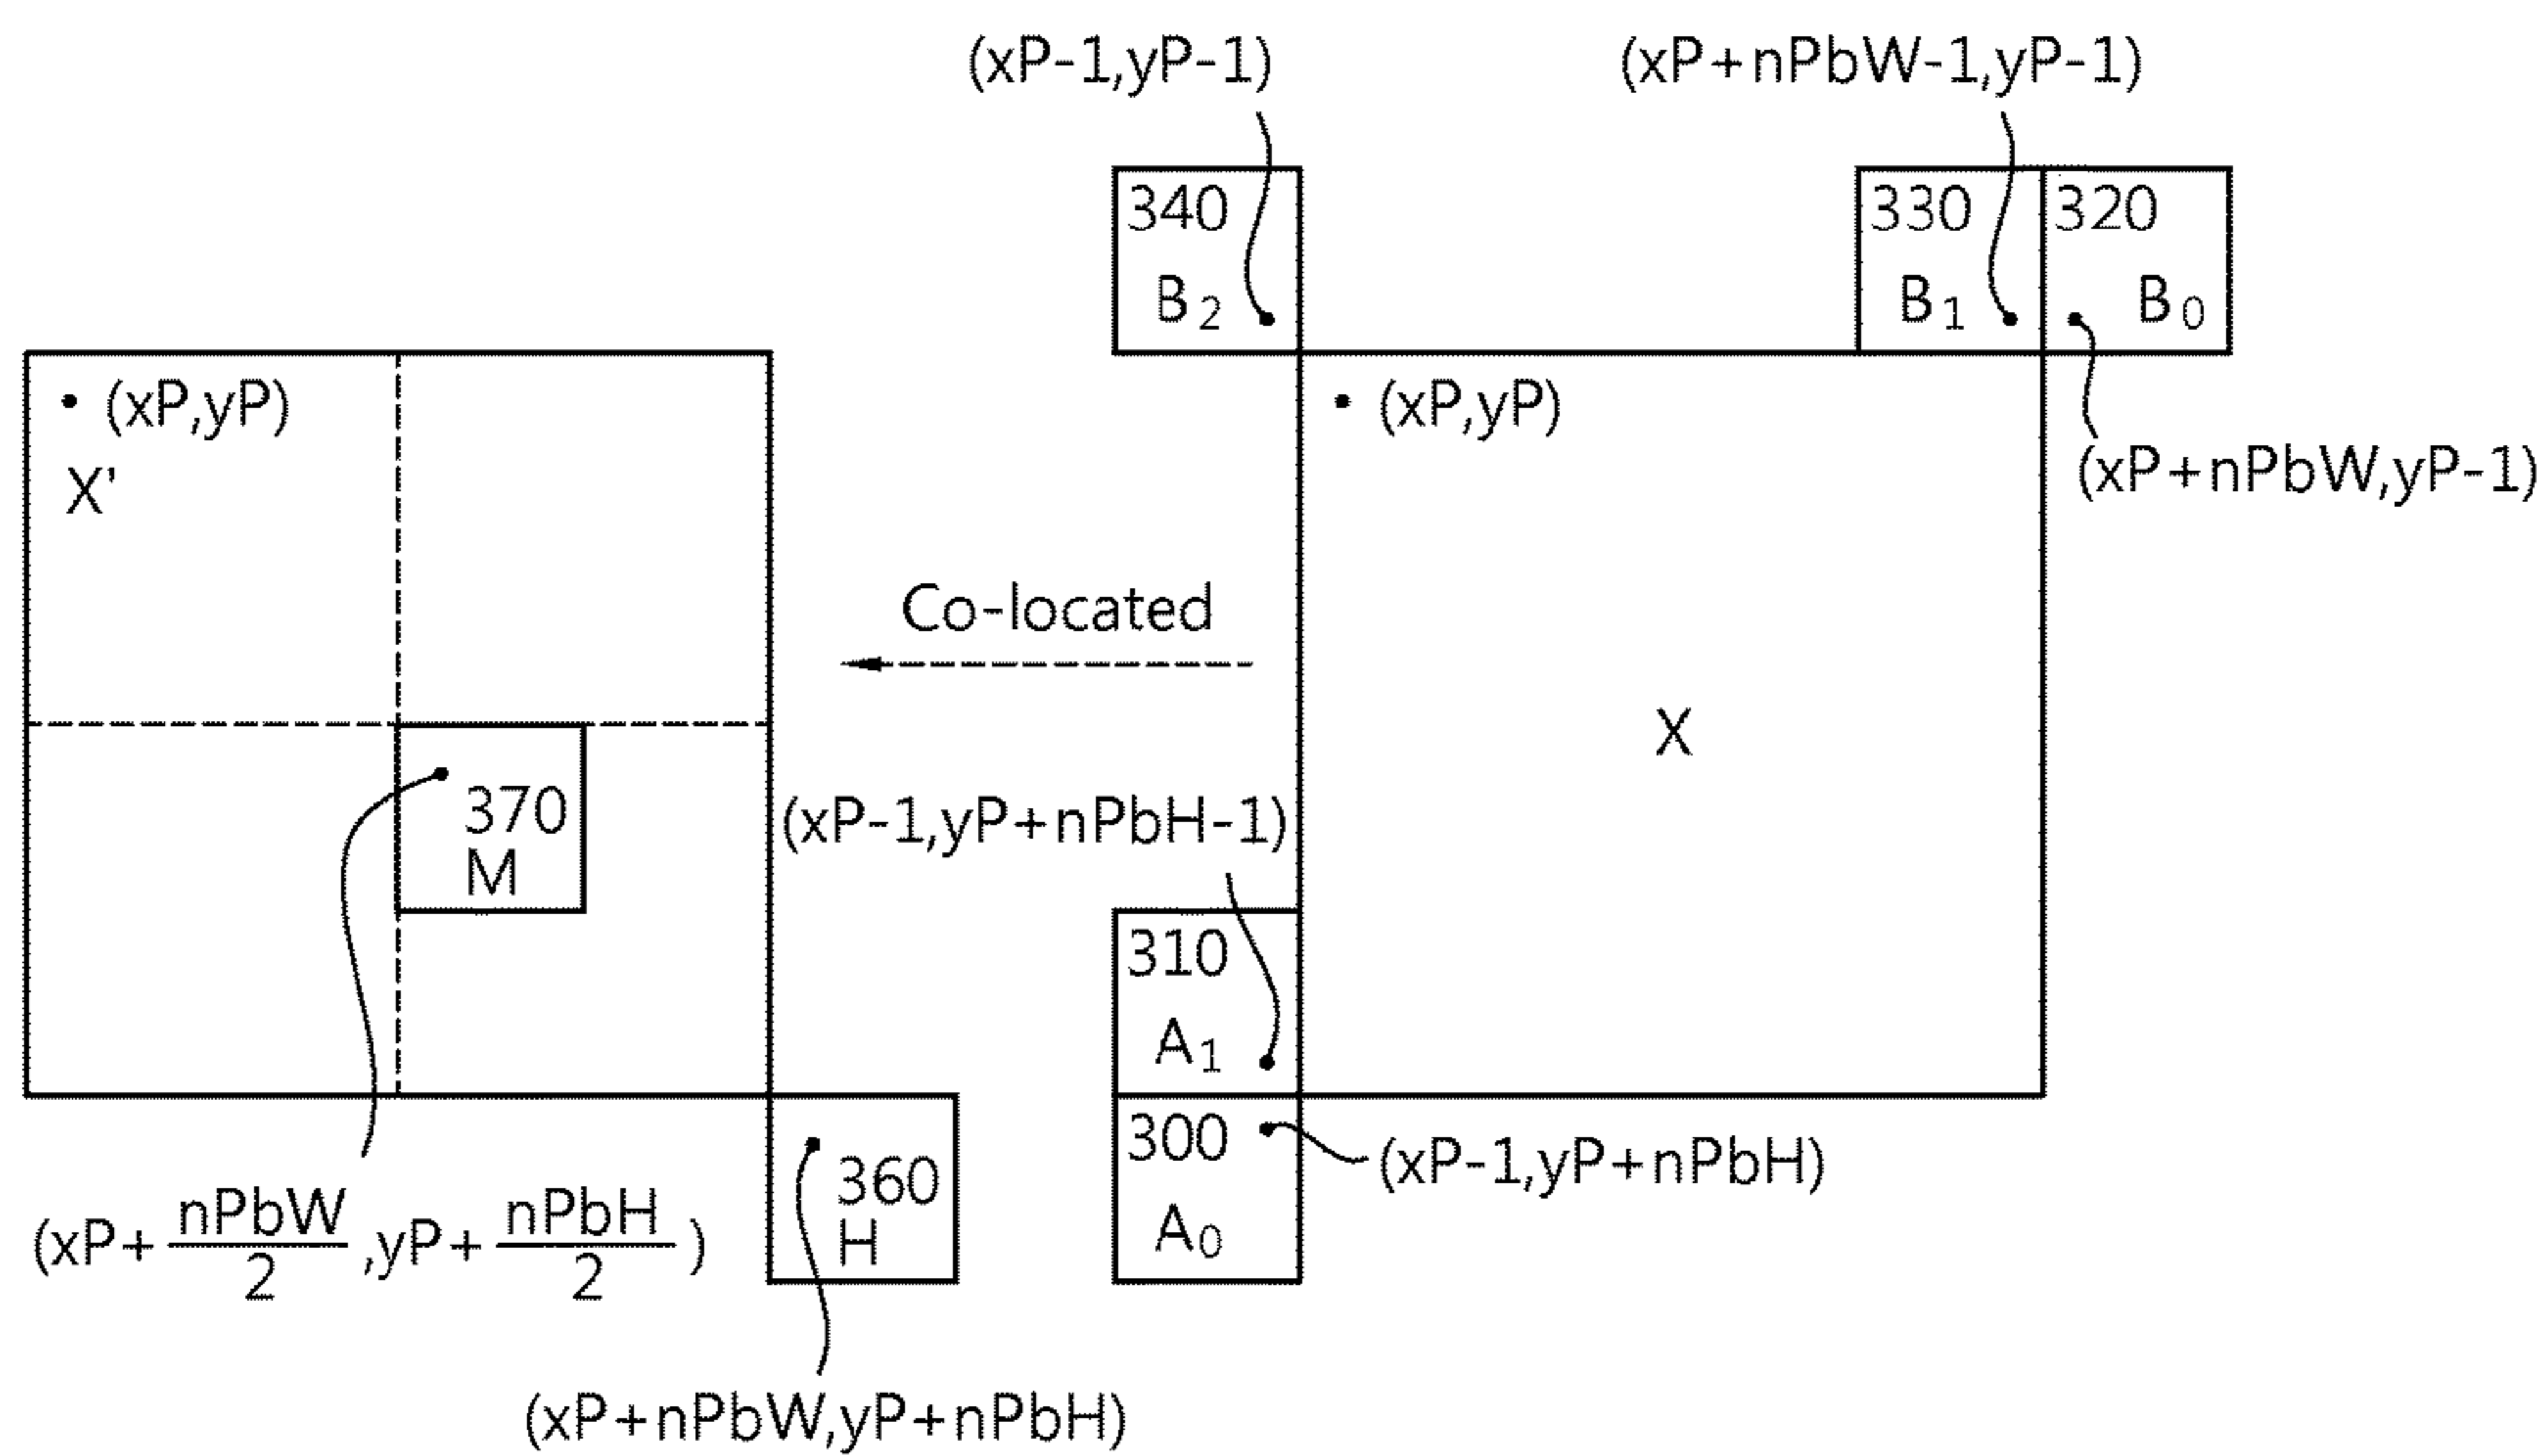 (xP-1,yP-1)
(xP+nPbW-1,yP-1)
340
B2
330
B1
320
B0
(xP+nPbW,yP-1)
(xP,yP)
X'
(xP,yP)
Co-located
X
370
M
(xP-1,yP+nPbH-1)
310
A1
300
A0
(xP-1,yP+nPbH)
360
H
(xP+nPbW/2,yP+nPbH/2)
(xP+nPbW,yP+nPbH)